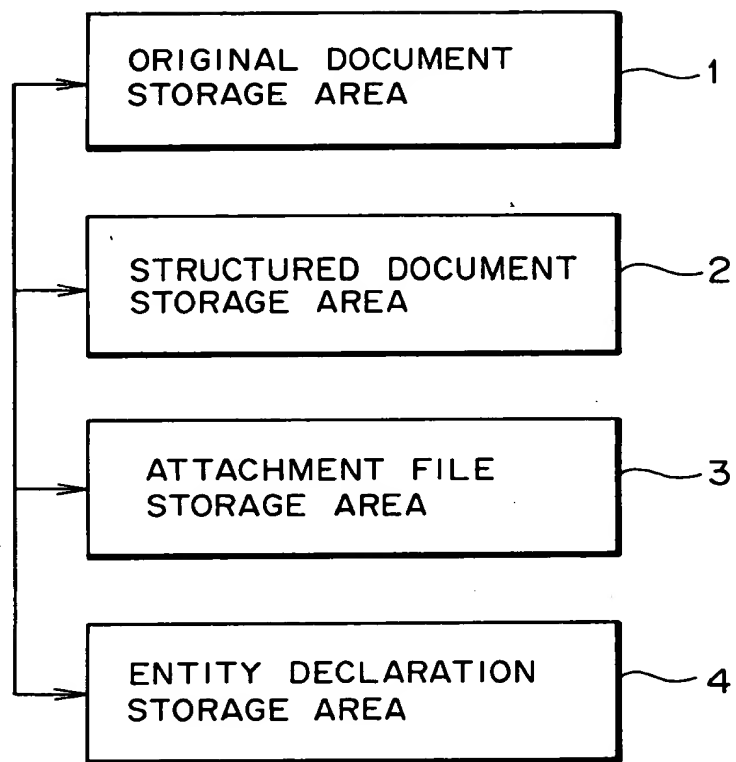 ORIGINAL DOCUMENT
STORAGE AREA
1
STRUCTURED DOCUMENT
STORAGE AREA
2
ATTACHMENT FILE
STORAGE AREA
3
ENTITY DECLARATION
STORAGE AREA
4